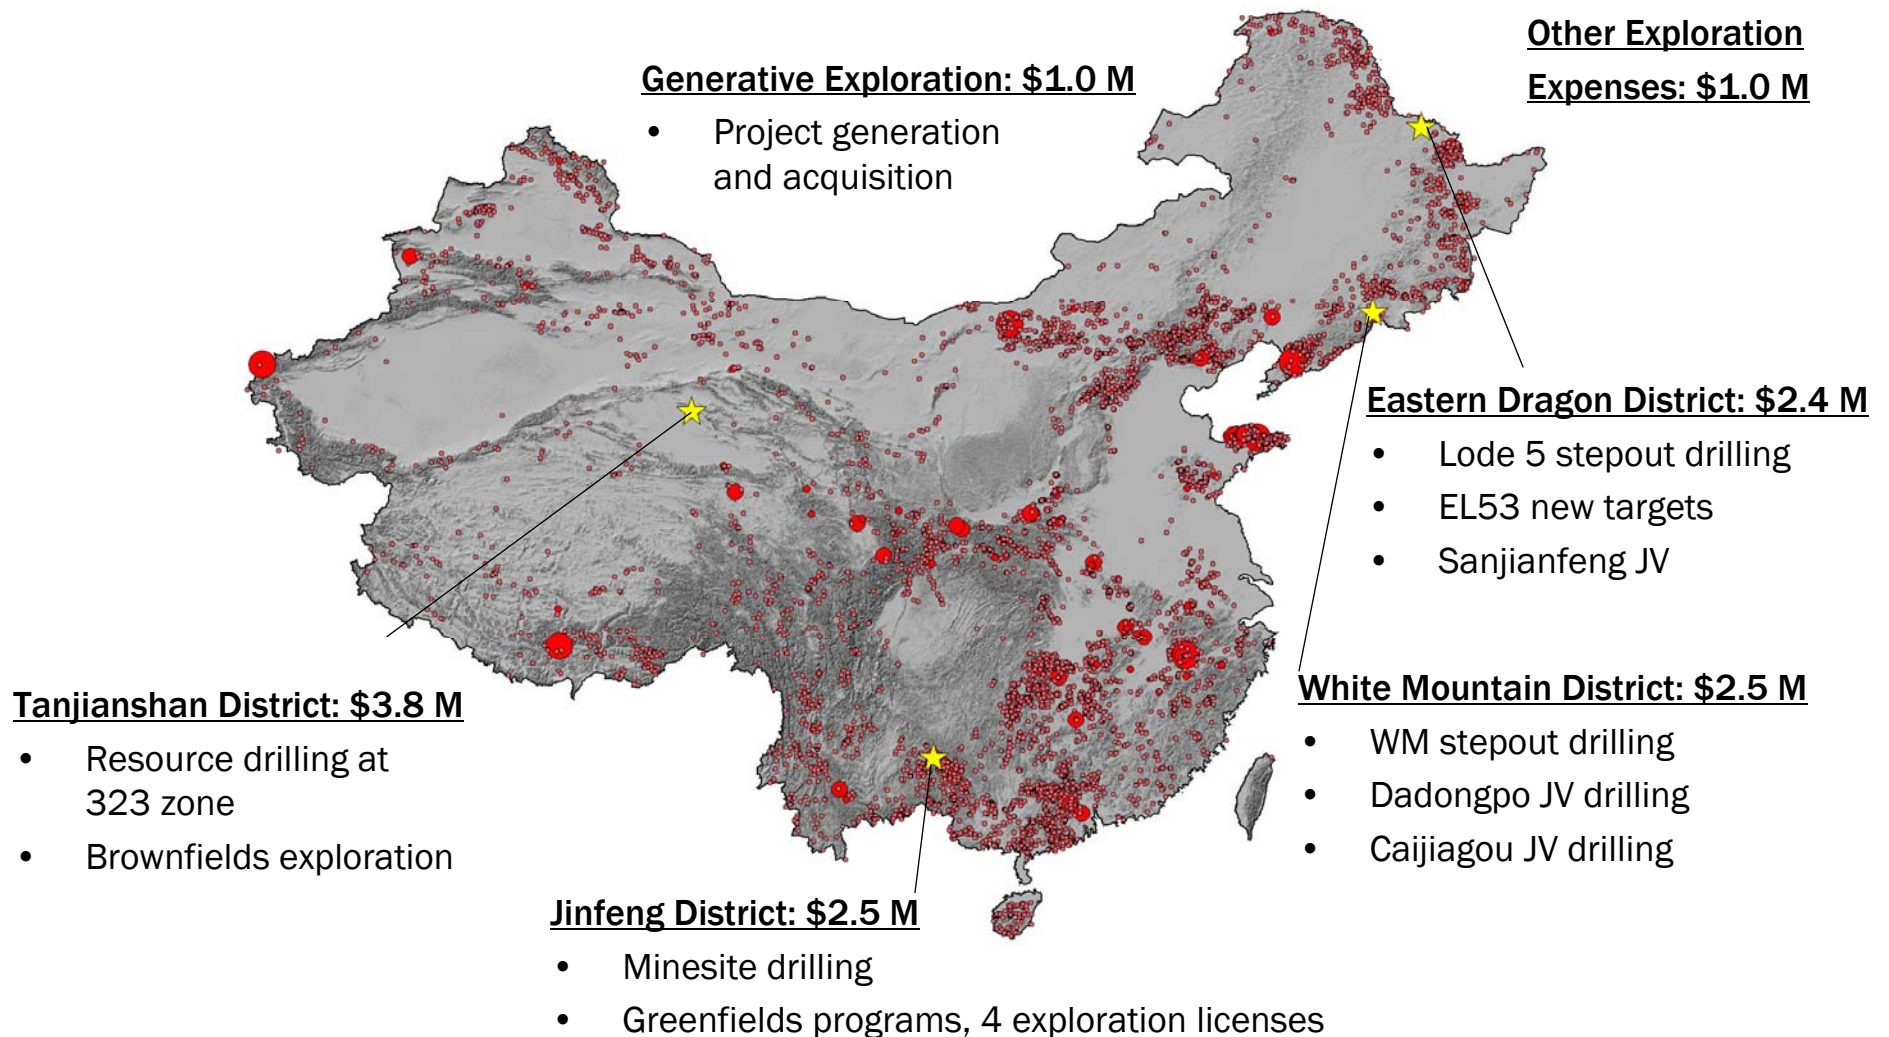 Generative Exploration: $1.0 M
• Project generation
and acquisition
Other Exploration
Expenses: $1.0 M
Eastern Dragon District: $2.4 M
• Lode 5 stepout drilling
• EL53 new targets
• Sanjianfeng JV
White Mountain District: $2.5 M
• WM stepout drilling
• Dadongpo JV drilling
• Caijiagou JV drilling
Tanjianshan District: $3.8 M
• Resource drilling at
323 zone
• Brownfields exploration
Jinfeng District: $2.5 M
• Minesite drilling
• Greenfields programs, 4 exploration licenses